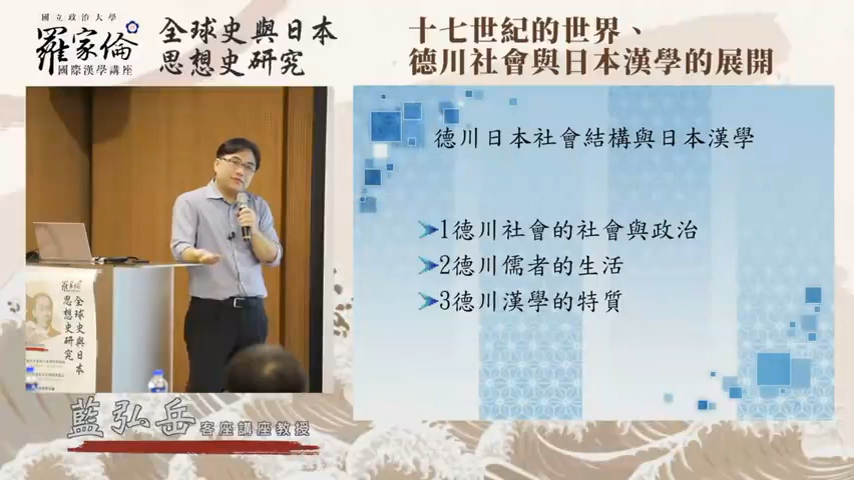 國立政治大學
羅家倫
國際漢學講座
全球史與日本
思想史研究
十七世紀的世界、
德川社會與日本漢學的展開
德川日本社會結構與日本漢學
1德川社會的社會與政治
2德川儒者的生活
3德川漢學的特質
羅家倫
全球史與日本
思想史研究
藍弘岳 客座講座教授